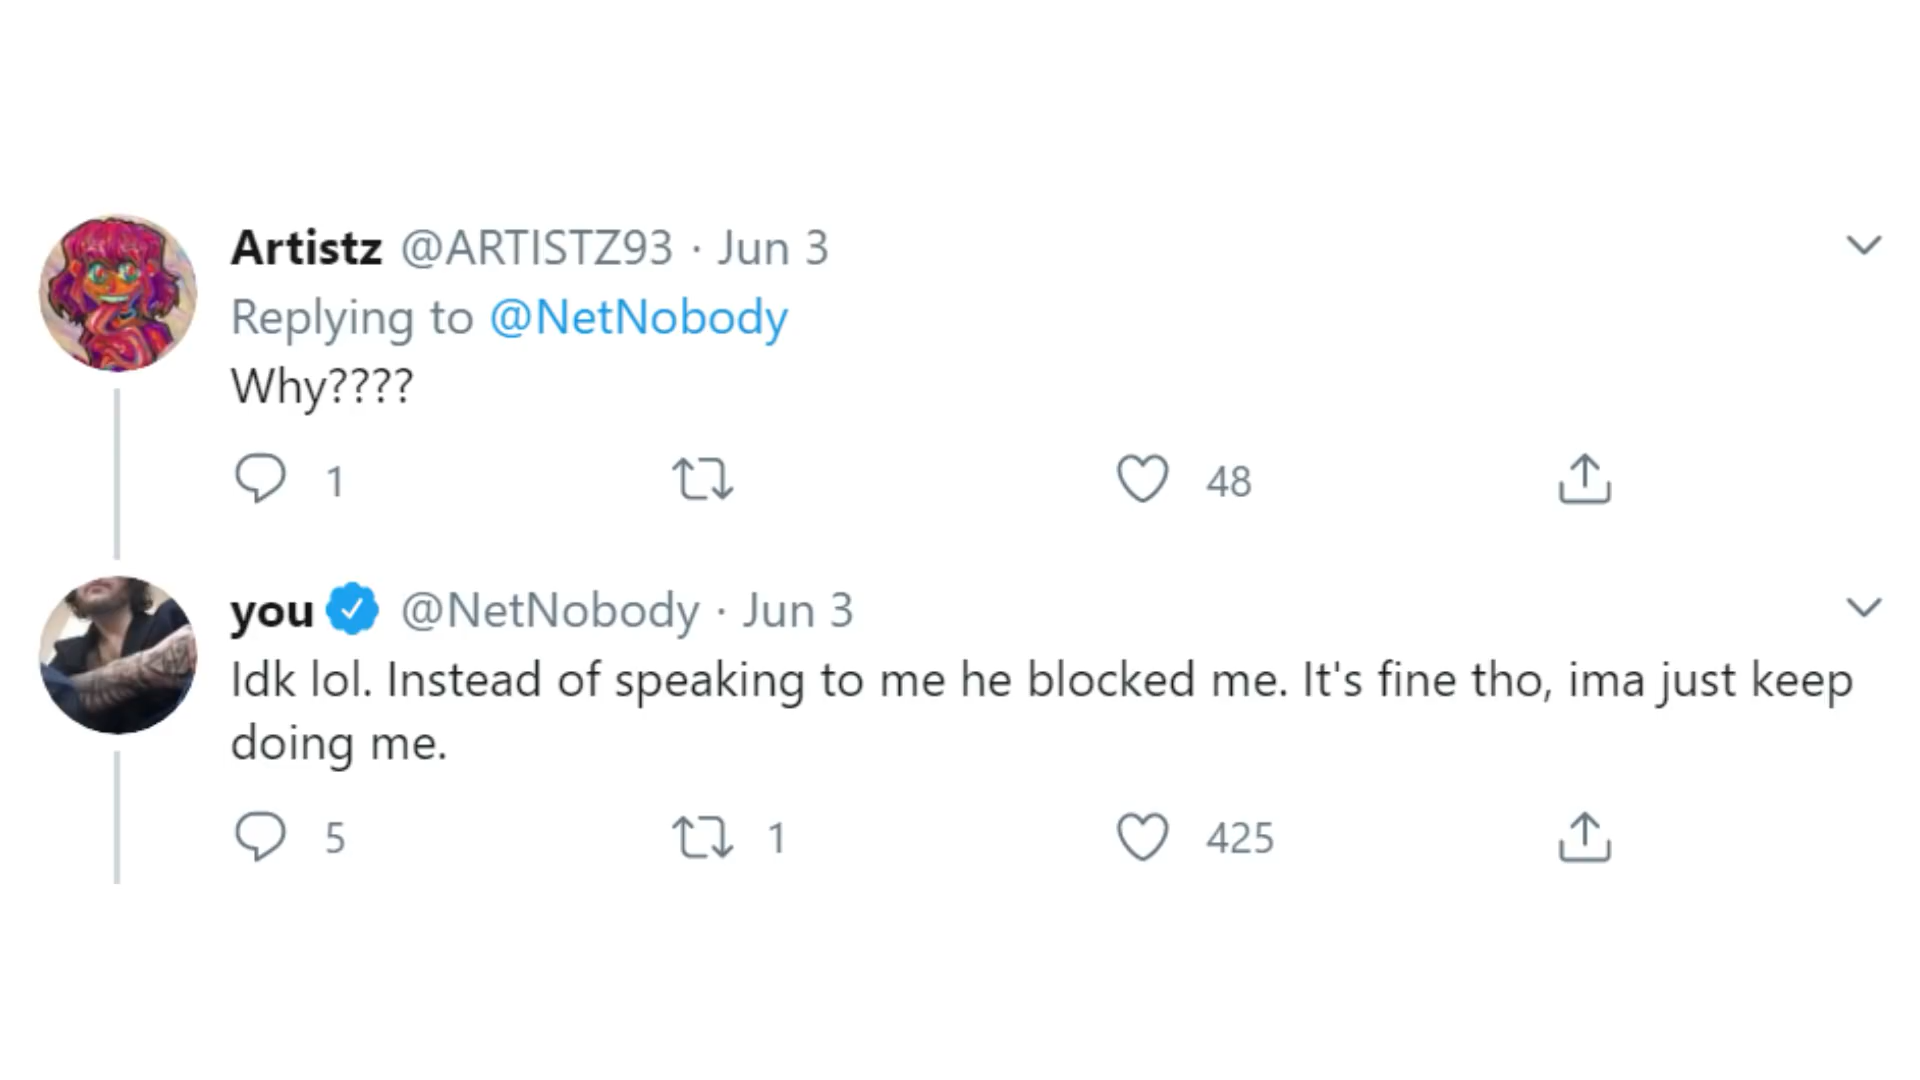 Artistz @ARTISTZ93 · Jun 3
Replying to @NetNobody
Why????
1 48
you @NetNobody · Jun 3
Idk lol. Instead of speaking to me he blocked me. It's fine tho, ima just keep
doing me.
5 1 425